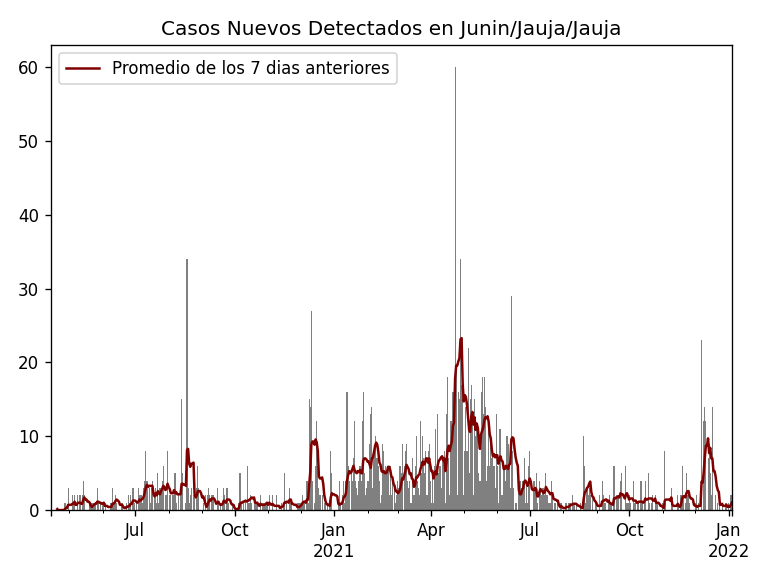 Casos Nuevos Detectados en Junin/Jauja/Jauja
Promedio de los 7 dias anteriores
60
50
40
30
20
10
0
Jul Oct Jan Apr Jul Oct Jan
2021 2022